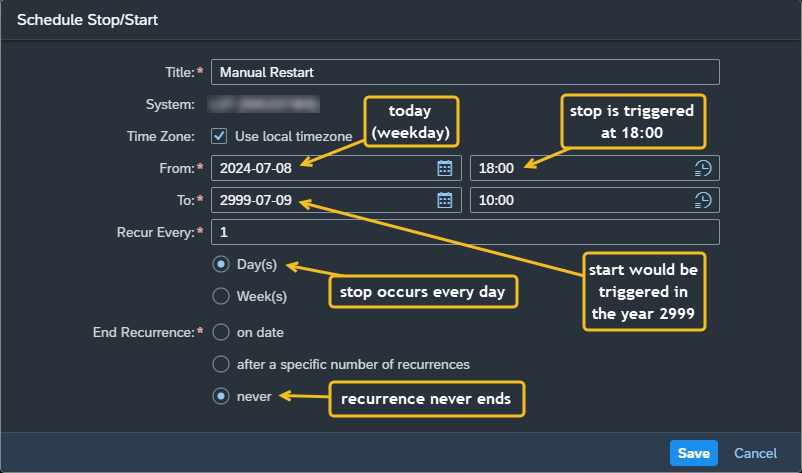 Schedule Stop/Start
Title:* Manual Restart
System:
today
(weekday)
stop is triggered
at 18:00
Time Zone: Use local timezone
From:* 2024-07-08 18:00
To:* 2999-07-09 10:00
Recur Every:* 1
Day(s)
start would be
triggered in
the year 2999
stop occurs every day
Week(s)
End Recurrence:* on date
after a specific number of recurrences
never
recurrence never ends
Save Cancel